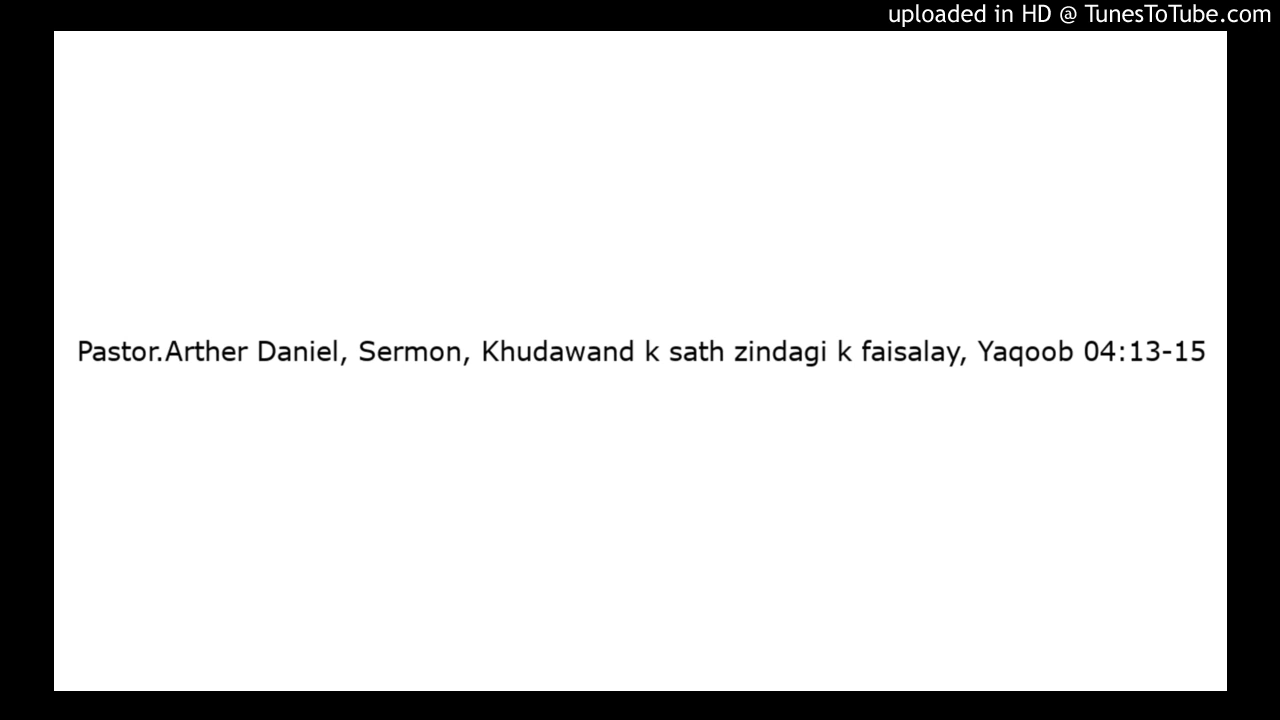 uploaded in HD @ TunesToTube.com
Pastor.Arther Daniel, Sermon, Khudawand k sath zindagi k faisalay, Yaqoob 04:13-15